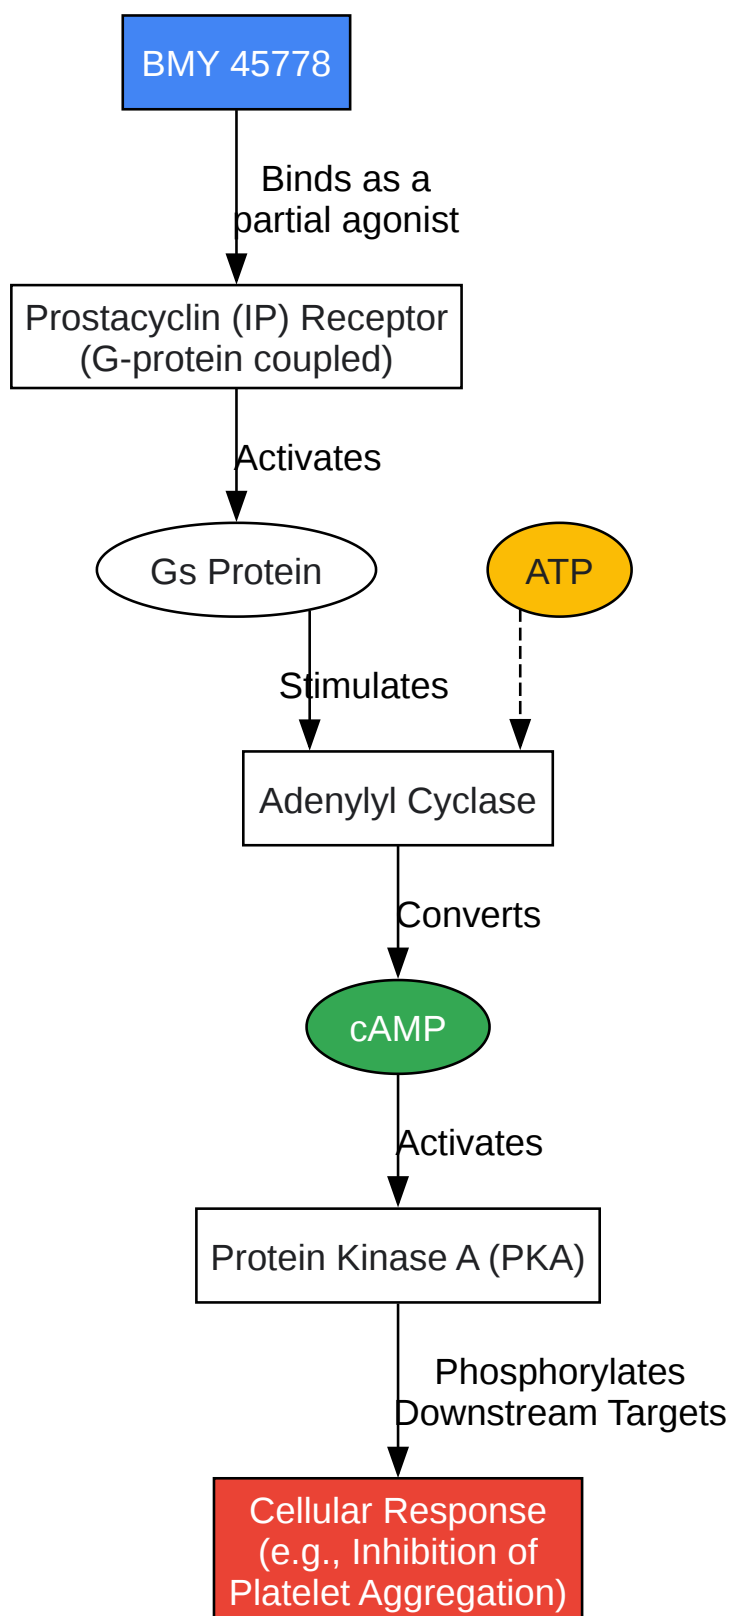 BMY 45778
Binds as a
partial agonist
Prostacyclin (IP) Receptor
(G-protein coupled)
Activates
Gs Protein
ATP
Stimulates
Adenylyl Cyclase
Converts
cAMP
Activates
Protein Kinase A (PKA)
Phosphorylates
Downstream Targets
Cellular Response
(e.g., Inhibition of
Platelet Aggregation)